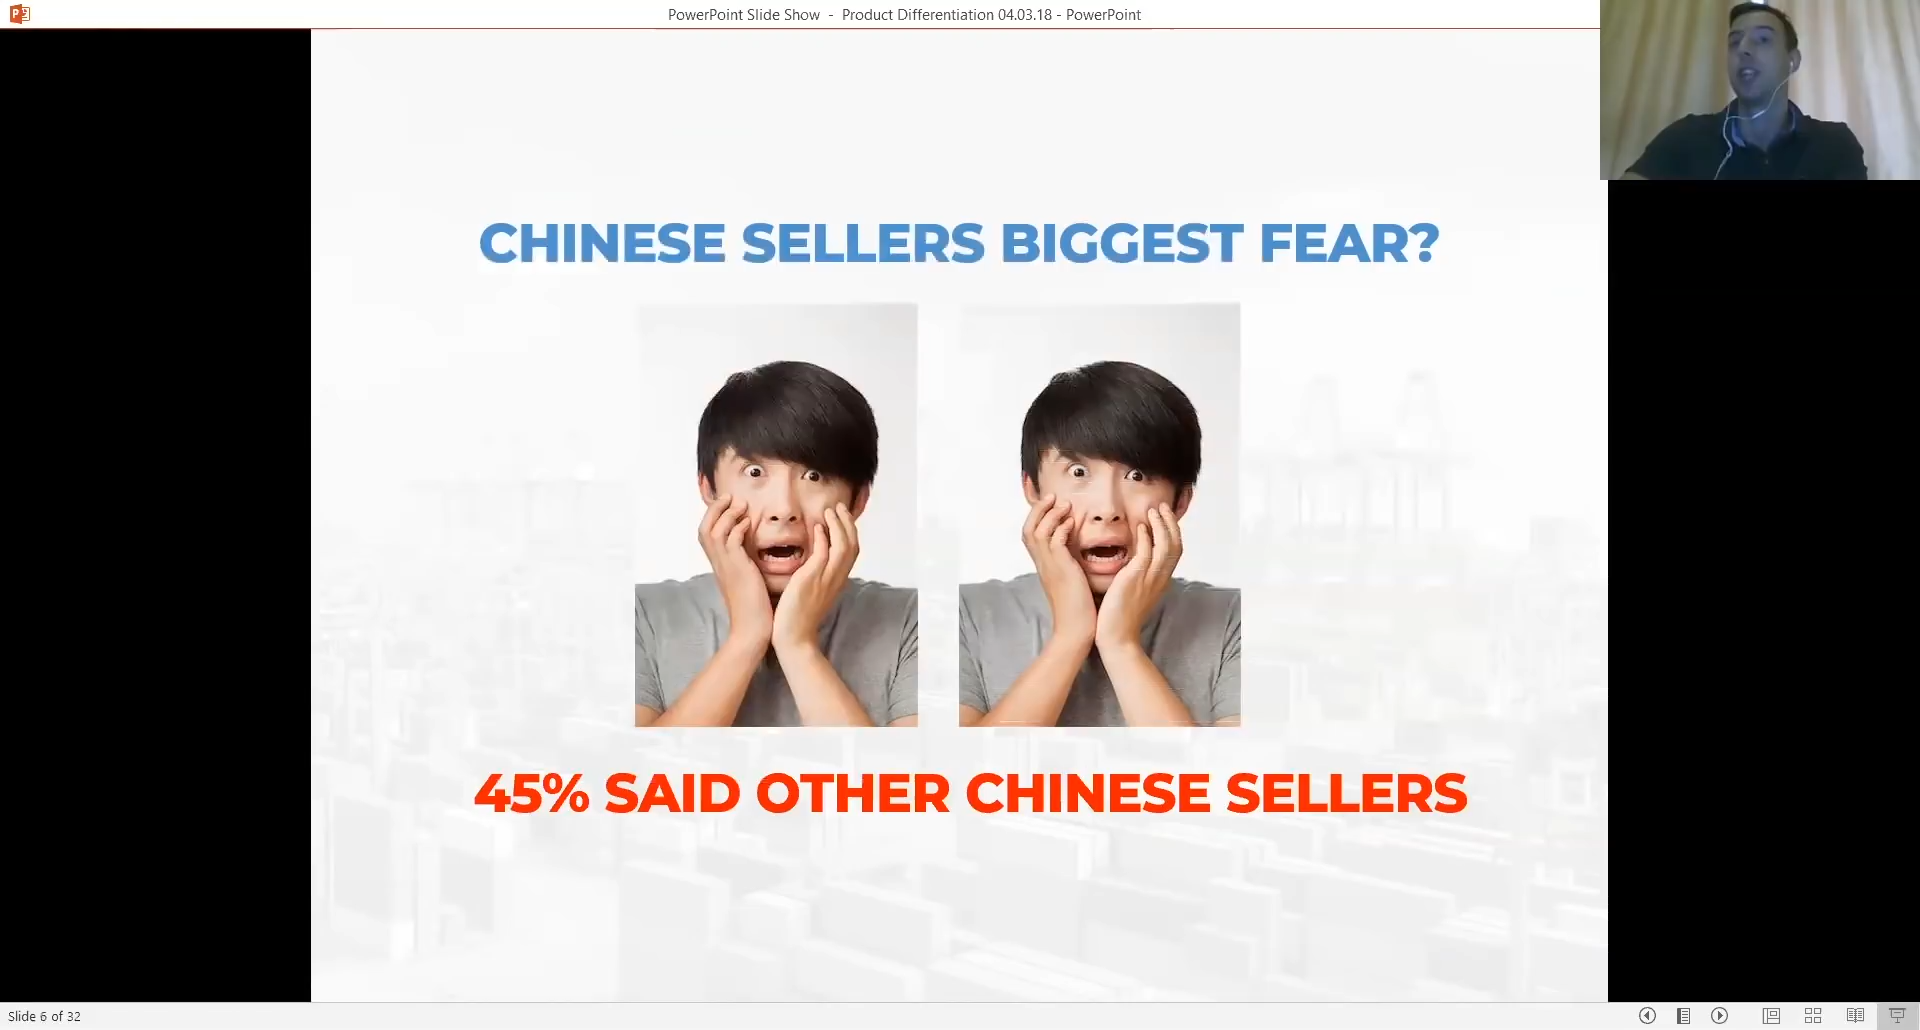 PowerPoint Slide Show - Product Differentiation 04.03.18 - PowerPoint
CHINESE SELLERS BIGGEST FEAR?
45% SAID OTHER CHINESE SELLERS
Slide 6 of 32